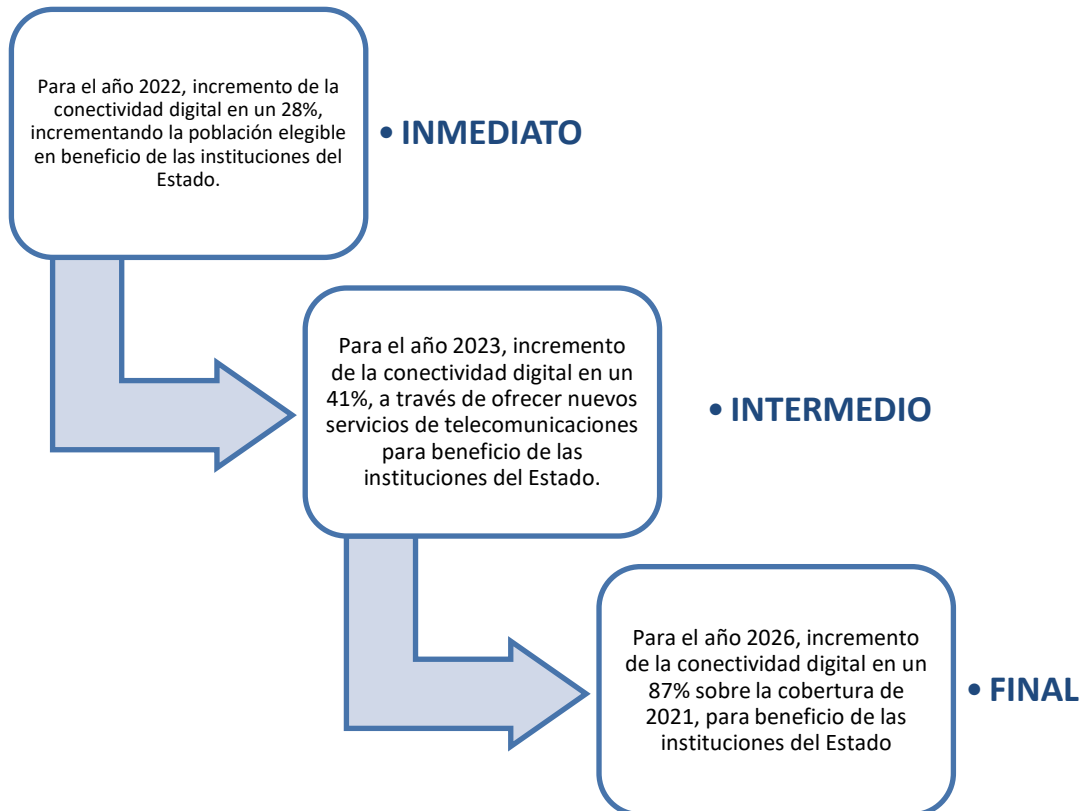 Para el año 2022, incremento de la
conectividad digital en un 28%,
incrementando la población elegible
en beneficio de las instituciones del
Estado.
• INMEDIATO
Para el año 2023, incremento
de la conectividad digital en un
41%, a través de ofrecer nuevos
servicios de telecomunicaciones
para beneficio de las
instituciones del Estado.
• INTERMEDIO
Para el año 2026, incremento
de la conectividad digital en un
87% sobre la cobertura de
2021, para beneficio de las
instituciones del Estado
• FINAL